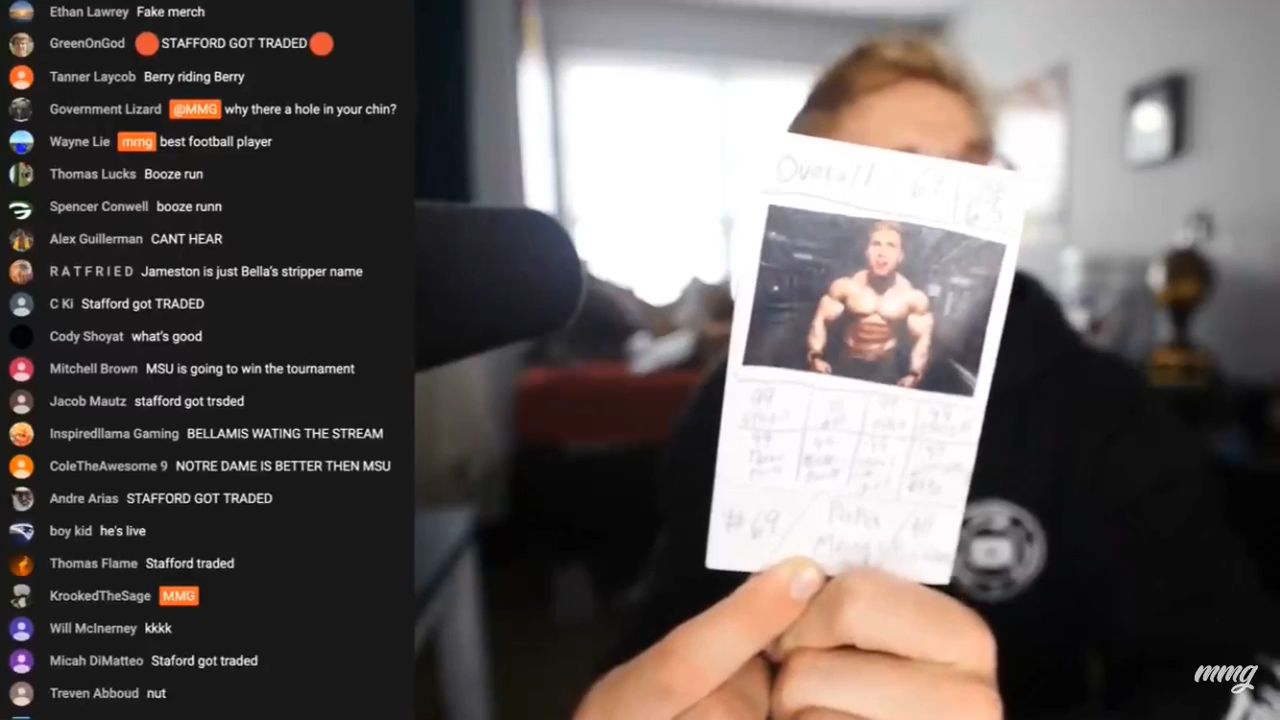 Ethan Lawrey Fake merch
GreenOnGod 🔴STAFFORD GOT TRADED🔴
Tanner Laycob Berry riding Berry
Government Lizard @MMG why there a hole in your chin?
Wayne Lie mmg best football player
Thomas Lucks Booze run
Spencer Conwell booze runn
Alex Guillerman CANT HEAR
R A T F R I E D Jameston is just Bella's stripper name
C Ki Stafford got TRADED
Cody Shoyat what's good
Mitchell Brown MSU is going to win the tournament
Jacob Mautz stafford got trsded
Inspiredllama Gaming BELLAMIS WATING THE STREAM
ColeTheAwesome 9 NOTRE DAME IS BETTER THEN MSU
Andre Arias STAFFORD GOT TRADED
boy kid he's live
Thomas Flame Stafford traded
KrookedTheSage MMG
Will McInerney kkkk
Micah DiMatteo Staford got traded
Treven Abboud nut
Overall
#69 Papa
mmg